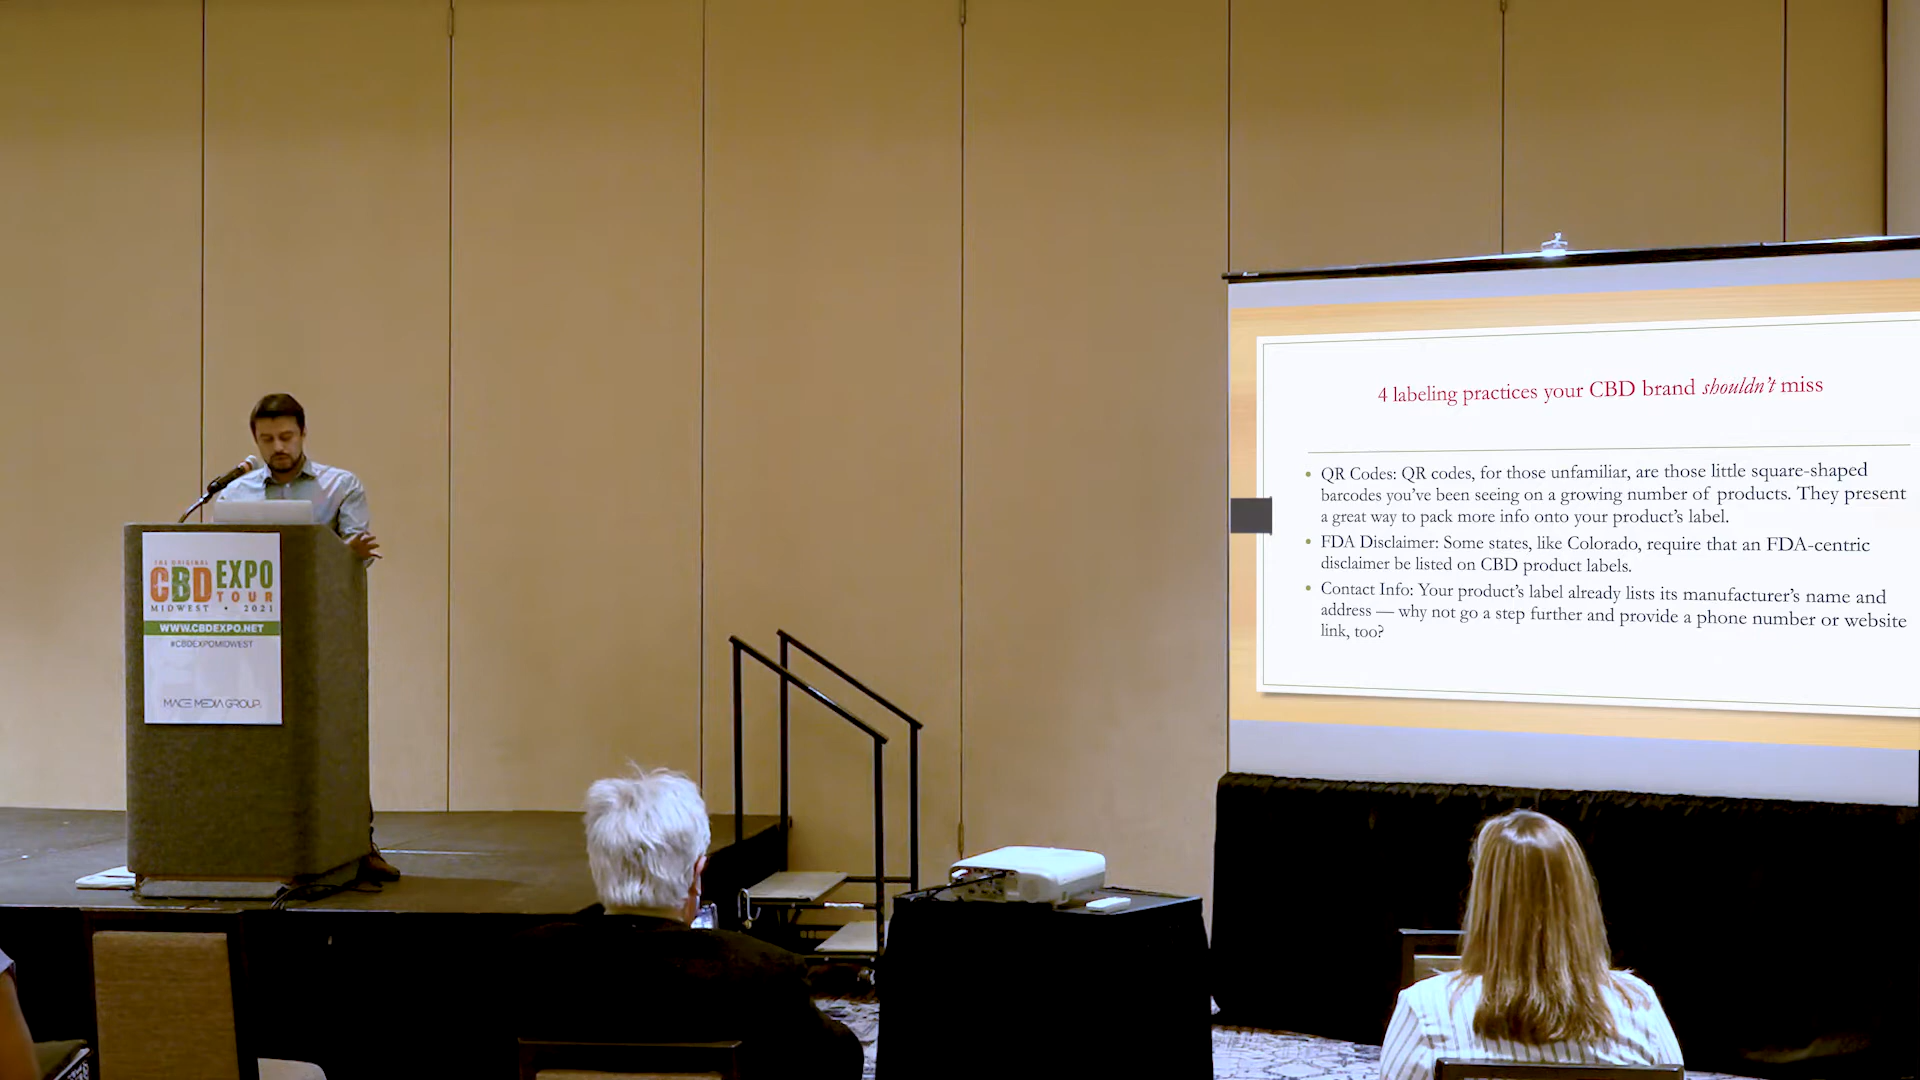 THE ORIGINAL
CBD EXPO
TOUR
MIDWEST • 2021
WWW.CBDEXPO.NET
#CBDEXPOMIDWEST
MACE MEDIA GROUP
4 labeling practices your CBD brand shouldn't miss
• QR Codes: QR codes, for those unfamiliar, are those little square-shaped
barcodes you've been seeing on a growing number of products. They present
a great way to pack more info onto your product's label.
• FDA Disclaimer: Some states, like Colorado, require that an FDA-centric
disclaimer be listed on CBD product labels.
• Contact Info: Your product's label already lists its manufacturer's name and
address — why not go a step further and provide a phone number or website
link, too?